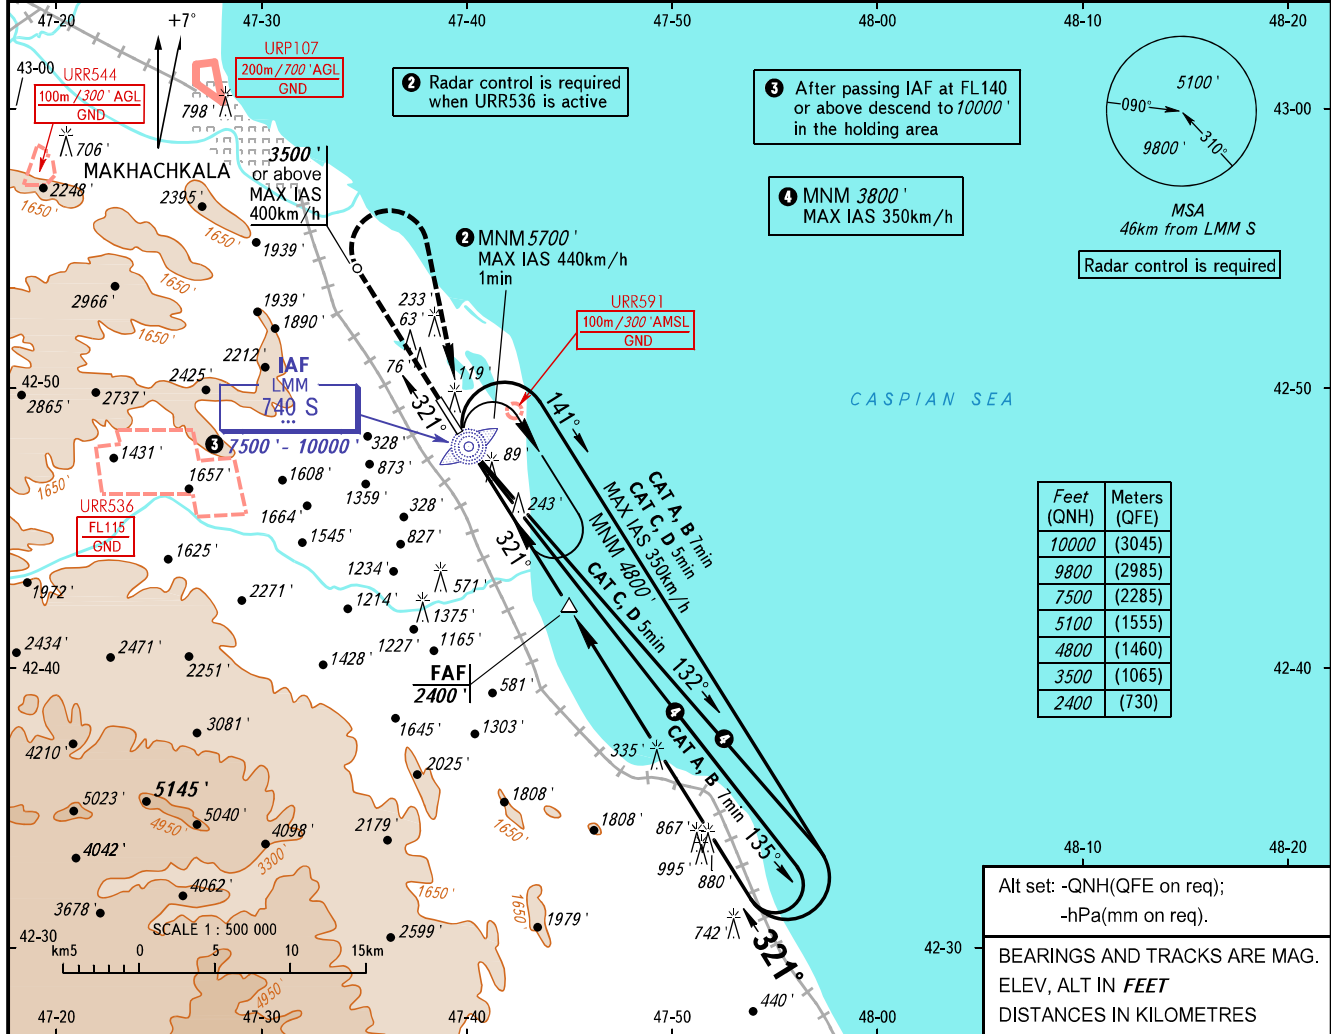 47-20
47-30
47-40
47-50
48-00
48-10
48-20
+7°
43-00
URR544
100m/300' AGL
GND
URP107
200m/700' AGL
GND
798'
706'
MAKHACHKALA
2248'
1650'
2395'
1650'
3500'
or above
MAX IAS
400km/h
2 Radar control is required
when URR536 is active
3 After passing IAF at FL140
or above descend to 10000'
in the holding area
4 MNM 3800'
MAX IAS 350km/h
5100'
090°
310°
9800'
MSA
46km from LMM S
Radar control is required
43-00
1939'
1650'
2966'
1650'
1939'
1890'
2212'
2 MNM 5700'
MAX IAS 440km/h
1min
233'
63'
76'
119'
URR591
100m/300' AMSL
GND
IAF
LMM
740 S
3 7500' - 10000'
2425'
42-50
2865'
2737'
321°
141°
CASPIAN SEA
42-50
328'
873'
1359'
89'
243'
1431'
1657'
1650'
1608'
1664'
328'
827'
URR536
FL115
GND
1545'
1625'
1234'
321°
CAT A, B 7min
CAT C, D 5min
MAX IAS 350km/h
MNM 4800'
CAT C, D 5min
Feet
(QNH)
Meters
(QFE)
10000 (3045)
9800 (2985)
7500 (2285)
5100 (1555)
4800 (1460)
3500 (1065)
2400 (730)
1972'
2271'
1214'
571'
1375'
1227'
1165'
2434'
2471'
2251'
1428'
42-40
42-40
FAF
2400'
581'
132°
4
4
CAT A, B 7min
135°
3081'
4210'
1645'
1303'
335'
2025'
5145'
5023'
5040'
4950'
4098'
3300'
4042'
2179'
1808'
1650'
1808'
867'
995'
880'
4062'
3678'
1650'
1650'
1979'
742'
321°
440'
SCALE 1 : 500 000
km5 0 5 10 15km
2599'
4950'
42-30
42-30
48-10
48-20
Alt set: -QNH(QFE on req);
-hPa(mm on req).
BEARINGS AND TRACKS ARE MAG.
ELEV, ALT IN FEET
DISTANCES IN KILOMETRES
47-20
47-30
47-40
47-50
48-00